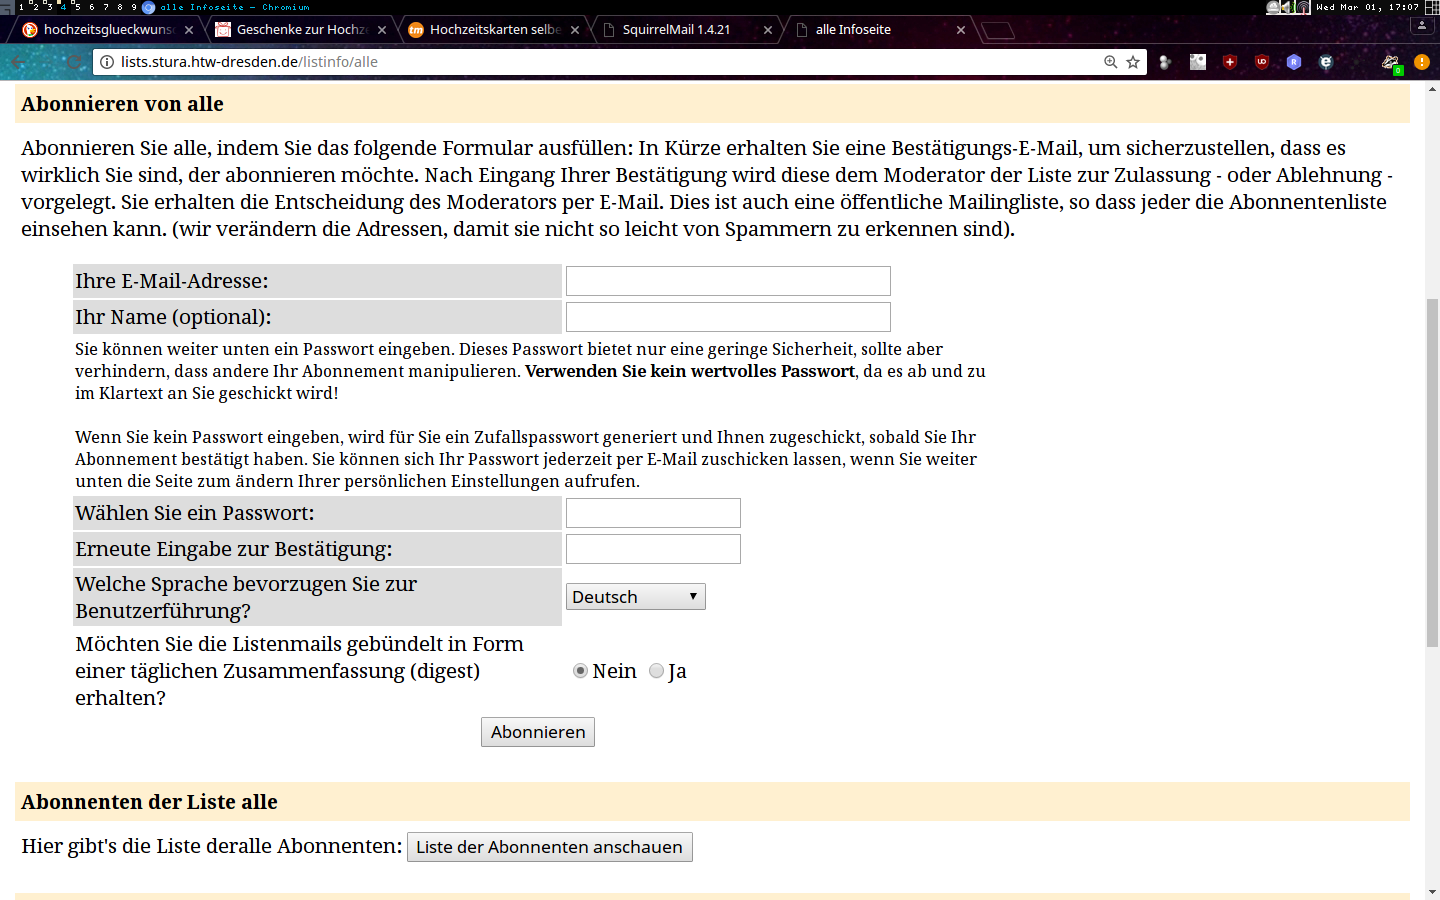 1 2 3 4 5 6 7 8 9 alle Infoseite - Chromium Wed Mar 01, 17:07
hochzeitsglueckwuns Geschenke zur Hochz Hochzeitskarten selbe SquirrelMail 1.4.21 alle Infoseite
lists.stura.htw-dresden.de/listinfo/alle
Abonnieren von alle
Abonnieren Sie alle, indem Sie das folgende Formular ausfüllen: In Kürze erhalten Sie eine Bestätigungs-E-Mail, um sicherzustellen, dass es
wirklich Sie sind, der abonnieren möchte. Nach Eingang Ihrer Bestätigung wird diese dem Moderator der Liste zur Zulassung - oder Ablehnung -
vorgelegt. Sie erhalten die Entscheidung des Moderators per E-Mail. Dies ist auch eine öffentliche Mailingliste, so dass jeder die Abonnentenliste
einsehen kann. (wir verändern die Adressen, damit sie nicht so leicht von Spammern zu erkennen sind).
Ihre E-Mail-Adresse:
Ihr Name (optional):
Sie können weiter unten ein Passwort eingeben. Dieses Passwort bietet nur eine geringe Sicherheit, sollte aber
verhindern, dass andere Ihr Abonnement manipulieren. Verwenden Sie kein wertvolles Passwort, da es ab und zu
im Klartext an Sie geschickt wird!
Wenn Sie kein Passwort eingeben, wird für Sie ein Zufallspasswort generiert und Ihnen zugeschickt, sobald Sie Ihr
Abonnement bestätigt haben. Sie können sich Ihr Passwort jederzeit per E-Mail zuschicken lassen, wenn Sie weiter
unten die Seite zum ändern Ihrer persönlichen Einstellungen aufrufen.
Wählen Sie ein Passwort:
Erneute Eingabe zur Bestätigung:
Welche Sprache bevorzugen Sie zur
Benutzerführung?
Deutsch
Möchten Sie die Listenmails gebündelt in Form
einer täglichen Zusammenfassung (digest)
erhalten?
Nein Ja
Abonnieren
Abonnenten der Liste alle
Hier gibt's die Liste deralle Abonnenten: Liste der Abonnenten anschauen